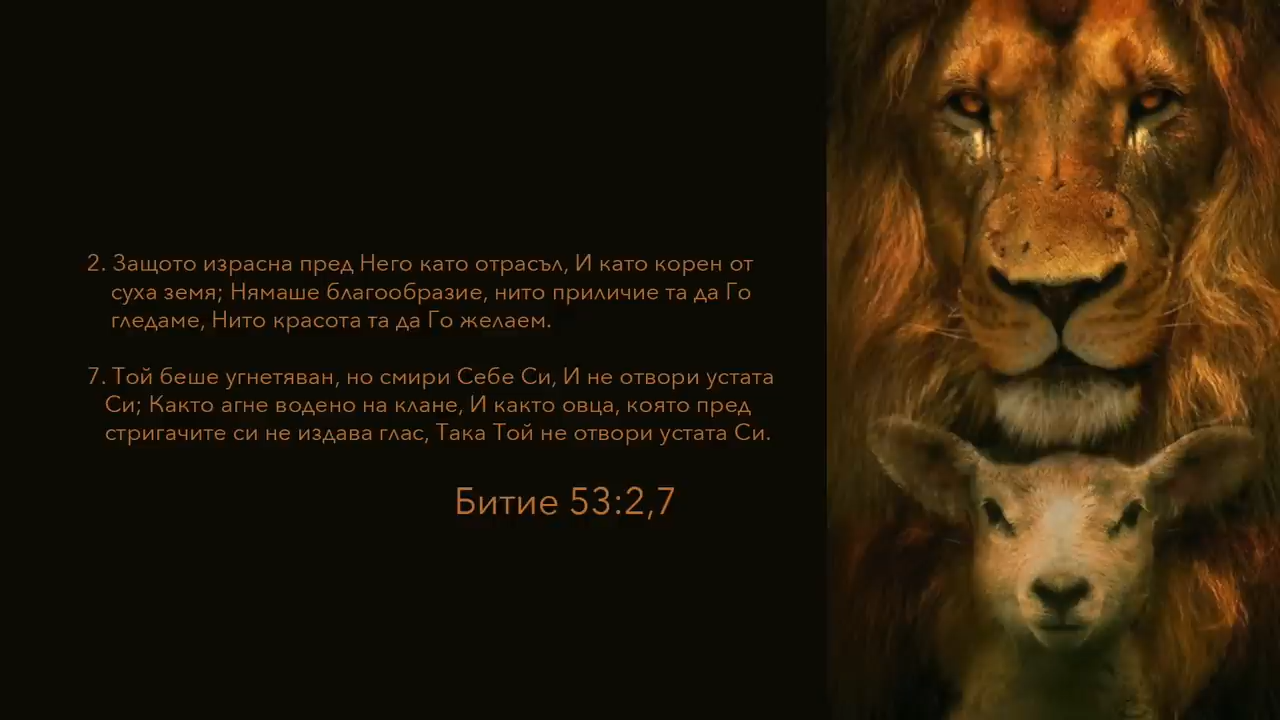 2. Защото израсна пред Него като отрасъл, И като корен от
суха земя; Нямаше благообразие, нито приличие та да Го
гледаме, Нито красота та да Го желаем.
7. Той беше угнетяван, но смири Себе Си, И не отвори устата
Си; Както агне водено на клане, И както овца, която пред
стригачите си не издава глас, Така Той не отвори устата Си.
Битие 53:2,7